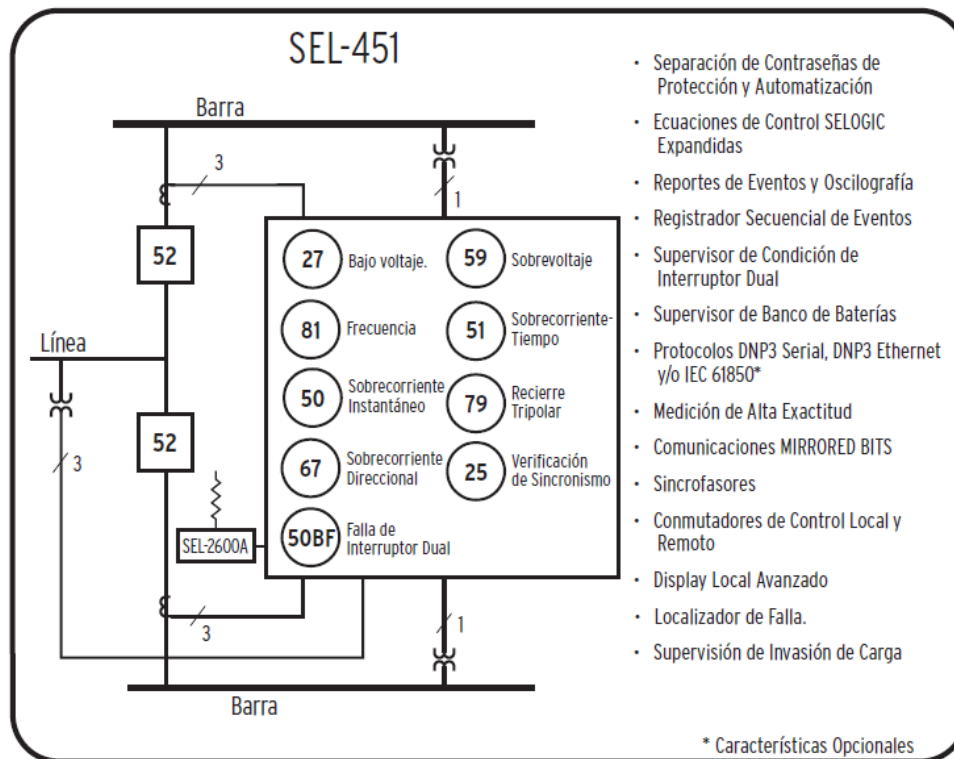 SEL-451
Barra
3
1
52
Línea
52
3
SEL-2600A
3
1
Barra
27 Bajo voltaje.
59 Sobrevoltaje
81 Frecuencia
51 Sobrecorriente-
Tiempo
50 Sobrecorriente
Instantáneo
79 Recierre
Tripolar
67 Sobrecorriente
Direccional
25 Verificación
de Sincronismo
50BF Falla de
Interruptor Dual
• Separación de Contraseñas de
Protección y Automatización
• Ecuaciones de Control SELOGIC
Expandidas
• Reportes de Eventos y Oscilografía
• Registrador Secuencial de Eventos
• Supervisor de Condición de
Interruptor Dual
• Supervisor de Banco de Baterías
• Protocolos DNP3 Serial, DNP3 Ethernet
y/o IEC 61850*
• Medición de Alta Exactitud
• Comunicaciones MIRRORED BITS
• Sincrofasores
• Conmutadores de Control Local y
Remoto
• Display Local Avanzado
• Localizador de Falla.
• Supervisión de Invasión de Carga
* Características Opcionales